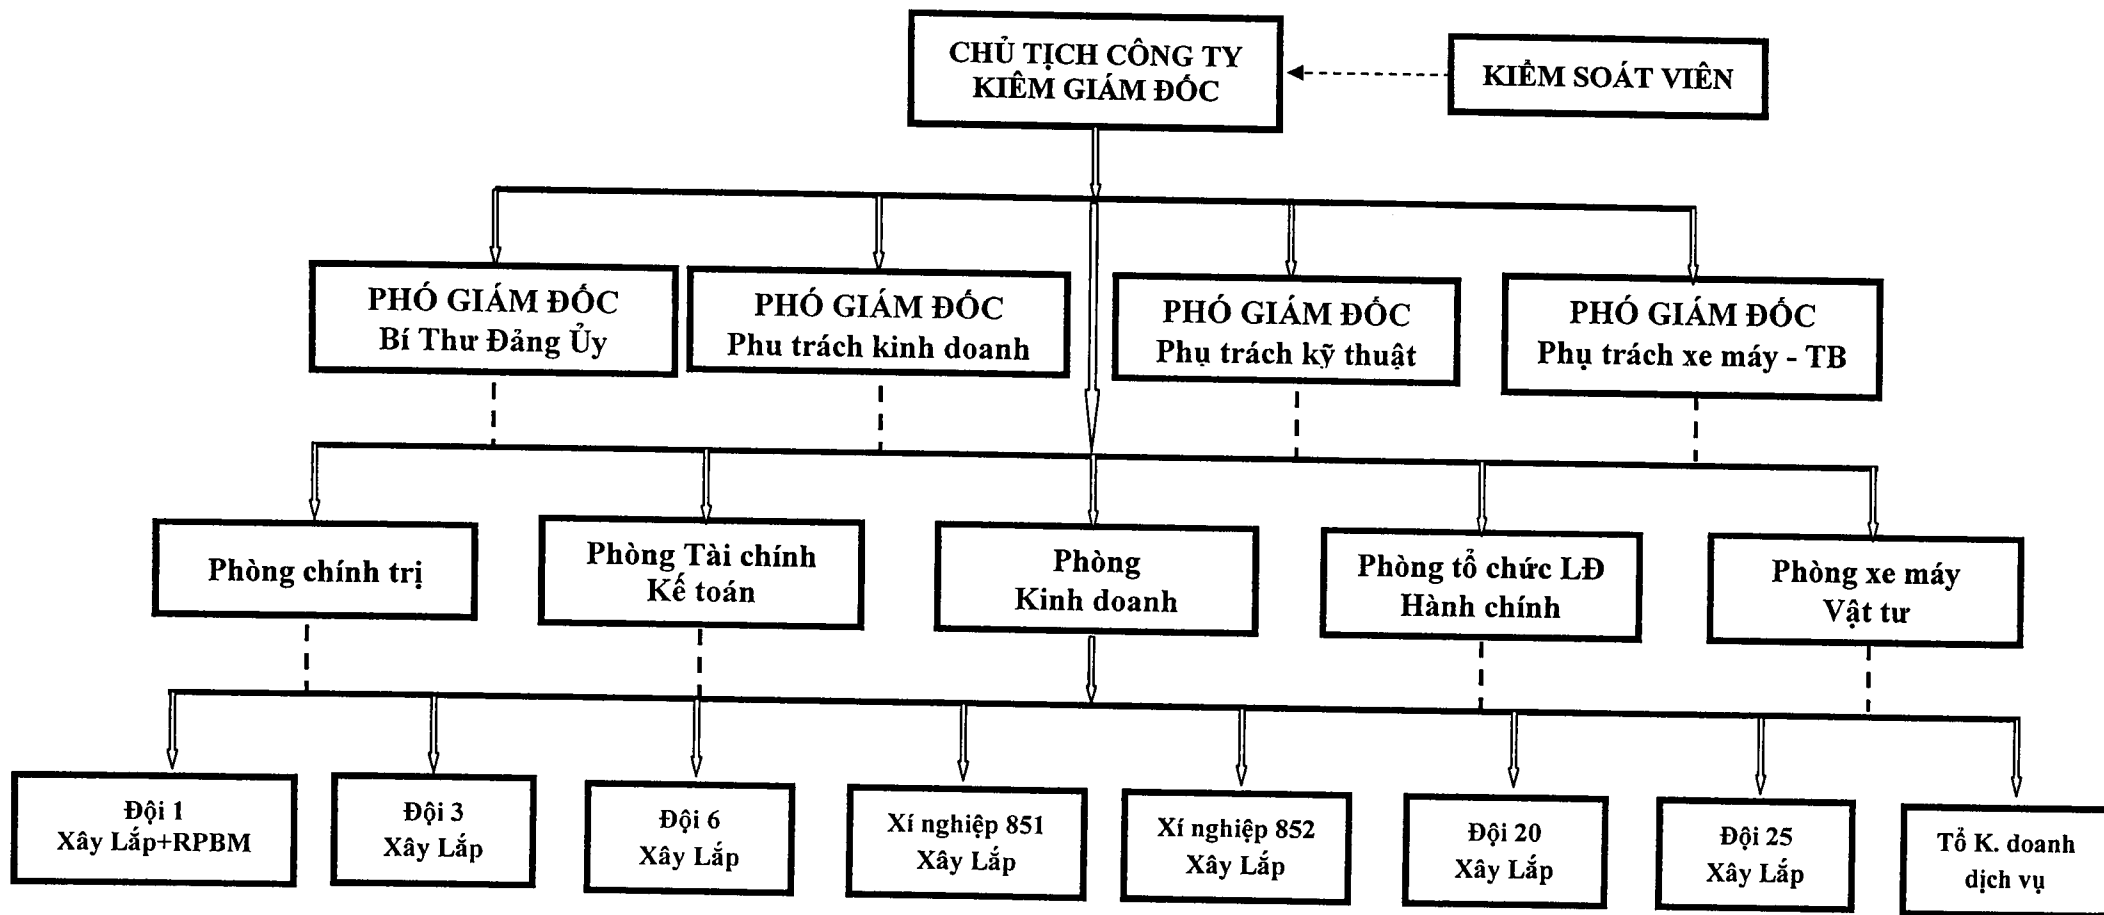 CHỦ TỊCH CÔNG TY
KIÊM GIÁM ĐỐC
KIỂM SOÁT VIÊN
PHÓ GIÁM ĐỐC
Bí Thư Đảng Ủy
PHÓ GIÁM ĐỐC
Phu trách kinh doanh
PHÓ GIÁM ĐỐC
Phụ trách kỹ thuật
PHÓ GIÁM ĐỐC
Phụ trách xe máy - TB
Phòng chính trị
Phòng Tài chính
Kế toán
Phòng
Kinh doanh
Phòng tổ chức LĐ
Hành chính
Phòng xe máy
Vật tư
Đội 1
Xây Lắp+RPBM
Đội 3
Xây Lắp
Đội 6
Xây Lắp
Xí nghiệp 851
Xây Lắp
Xí nghiệp 852
Xây Lắp
Đội 20
Xây Lắp
Đội 25
Xây Lắp
Tổ K. doanh
dịch vụ